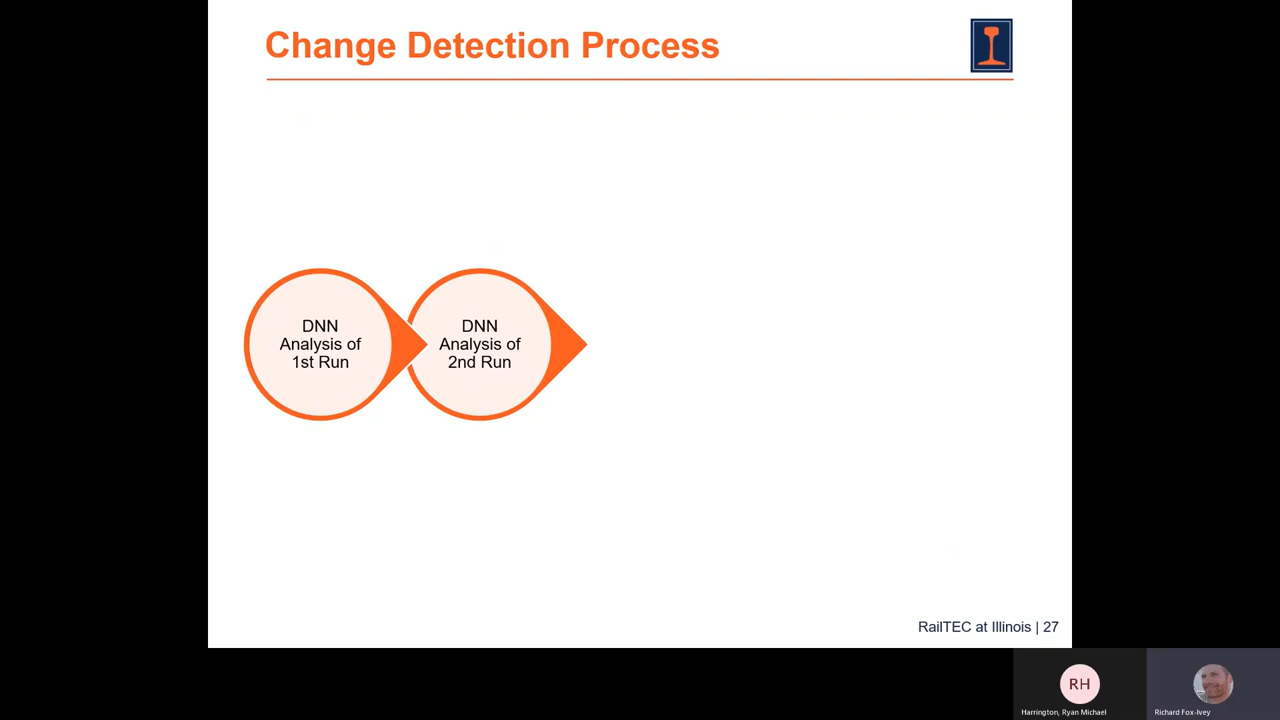 Change Detection Process
DNN
Analysis of
1st Run
DNN
Analysis of
2nd Run
RailTEC at Illinois | 27
RH
Harrington, Ryan Michael
Richard Fox-Ivey